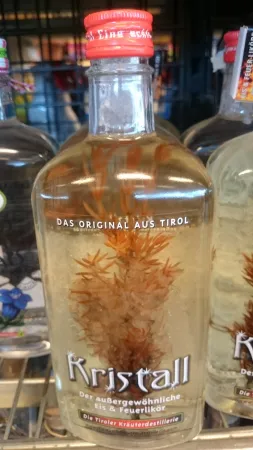 DAS ORIGINAL AUS TIROL
Kristall
Der außergewöhnliche
Eis & Feuerlikör
Die Tiroler Kräuterdestillerie